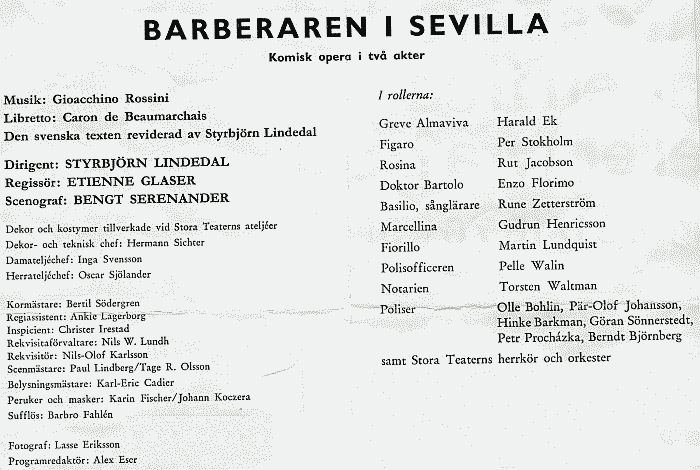 BARBERAREN I SEVILLA
Komisk opera i två akter
Musik: Gioacchino Rossini
Libretto: Caron de Beaumarchais
Den svenska texten reviderad av Styrbjörn Lindedal
Dirigent: STYRBJÖRN LINDEDAL
Regissör: ETIENNE GLASER
Scenograf: BENGT SERENANDER
Dekor och kostymer tillverkade vid Stora Teaterns ateljéer
Dekor- och teknisk chef: Hermann Sichter
Damateljéchef: Inga Svensson
Herrateljéchef: Oscar Sjölander
Kormästare: Bertil Södergren
Regiassistent: Ankie Lagerborg
Inspicient: Christer Irestad
Rekvisitaförvaltare: Nils W. Lundh
Rekvisitör: Nils-Olof Karlsson
Scenmästare: Paul Lindberg/Tage R. Olsson
Belysningsmästare: Karl-Eric Cadier
Peruker och masker: Karin Fischer/Johann Koczera
Sufflös: Barbro Fahlén
Fotograf: Lasse Eriksson
Programredaktör: Alex Eser
I rollerna:
Greve Almaviva Harald Ek
Figaro Per Stokholm
Rosina Rut Jacobson
Doktor Bartolo Enzo Florimo
Basilio, sånglärare Rune Zetterström
Marcellina Gudrun Henricsson
Fiorillo Martin Lundquist
Polisofficeren Pelle Walin
Notarien Torsten Waltman
Poliser Olle Bohlin, Pär-Olof Johansson,
Hinke Barkman, Göran Sönnerstedt,
Petr Procházka, Berndt Björnberg
samt Stora Teaterns herrkör och orkester